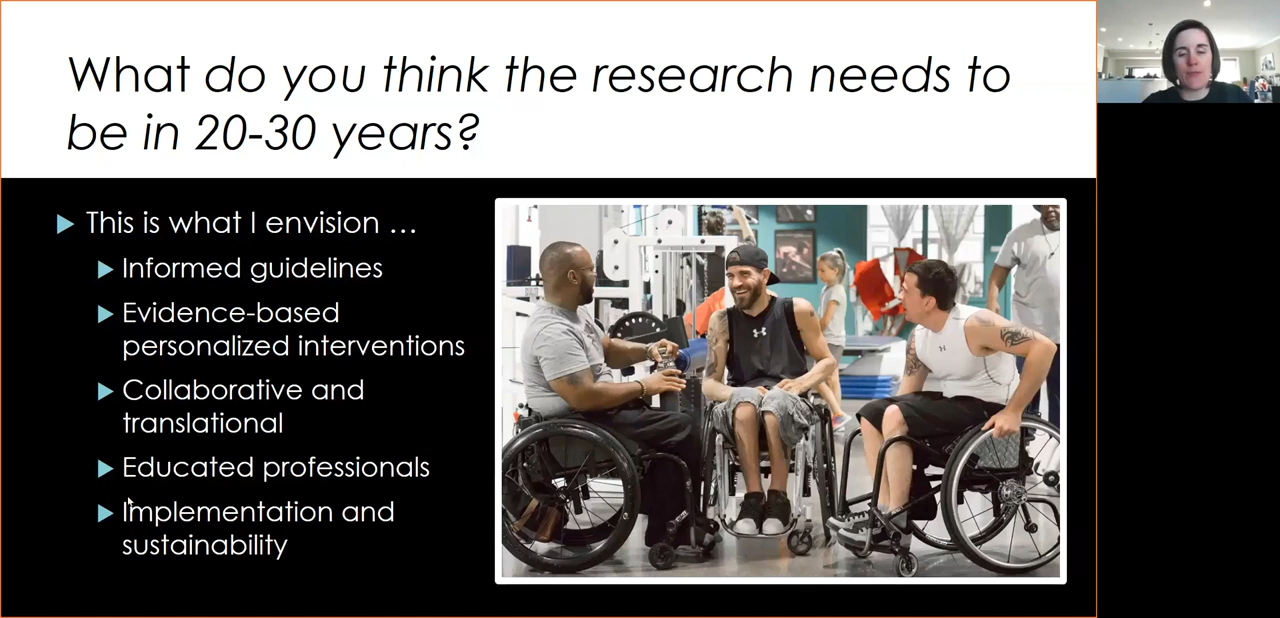 What do you think the research needs to
be in 20-30 years?
This is what I envision …
Informed guidelines
Evidence-based
personalized interventions
Collaborative and
translational
Educated professionals
Implementation and
sustainability